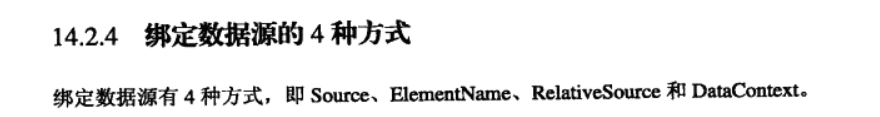 14.2.4 绑定数据源的 4 种方式
绑定数据源有 4 种方式，即 Source、ElementName、RelativeSource 和 DataContext。